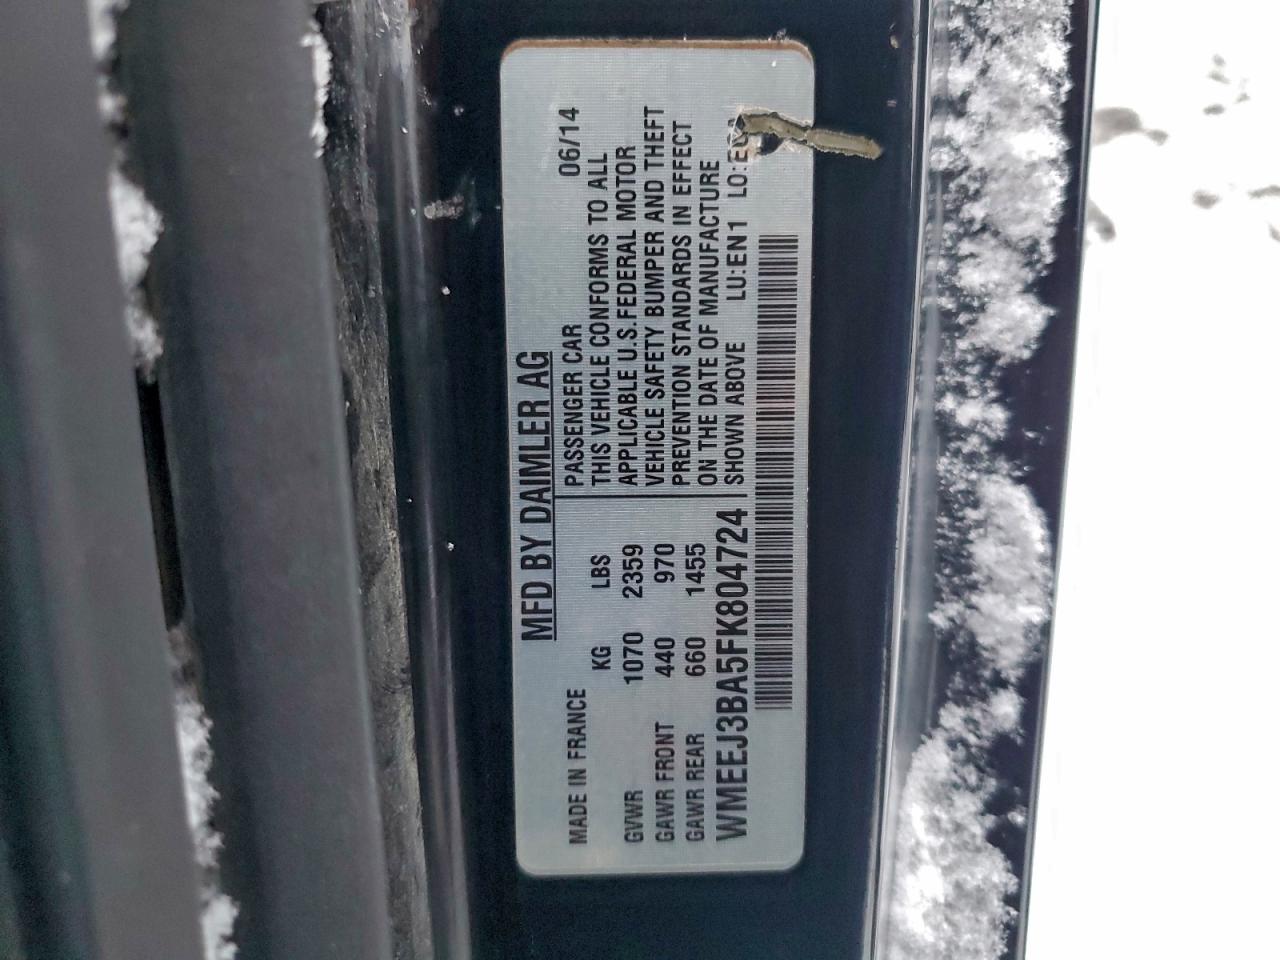 MFD BY DAIMLER AG
MADE IN FRANCE
KG LBS
GVWR 1070 2359
GAWR FRONT 440 970
GAWR REAR 660 1455
PASSENGER CAR 06/14
THIS VEHICLE CONFORMS TO ALL
APPLICABLE U.S.FEDERAL MOTOR
VEHICLE SAFETY BUMPER AND THEFT
PREVENTION STANDARDS IN EFFECT
ON THE DATE OF MANUFACTURE
SHOWN ABOVE LU:EN1
WMEEJ3BA5FK804724